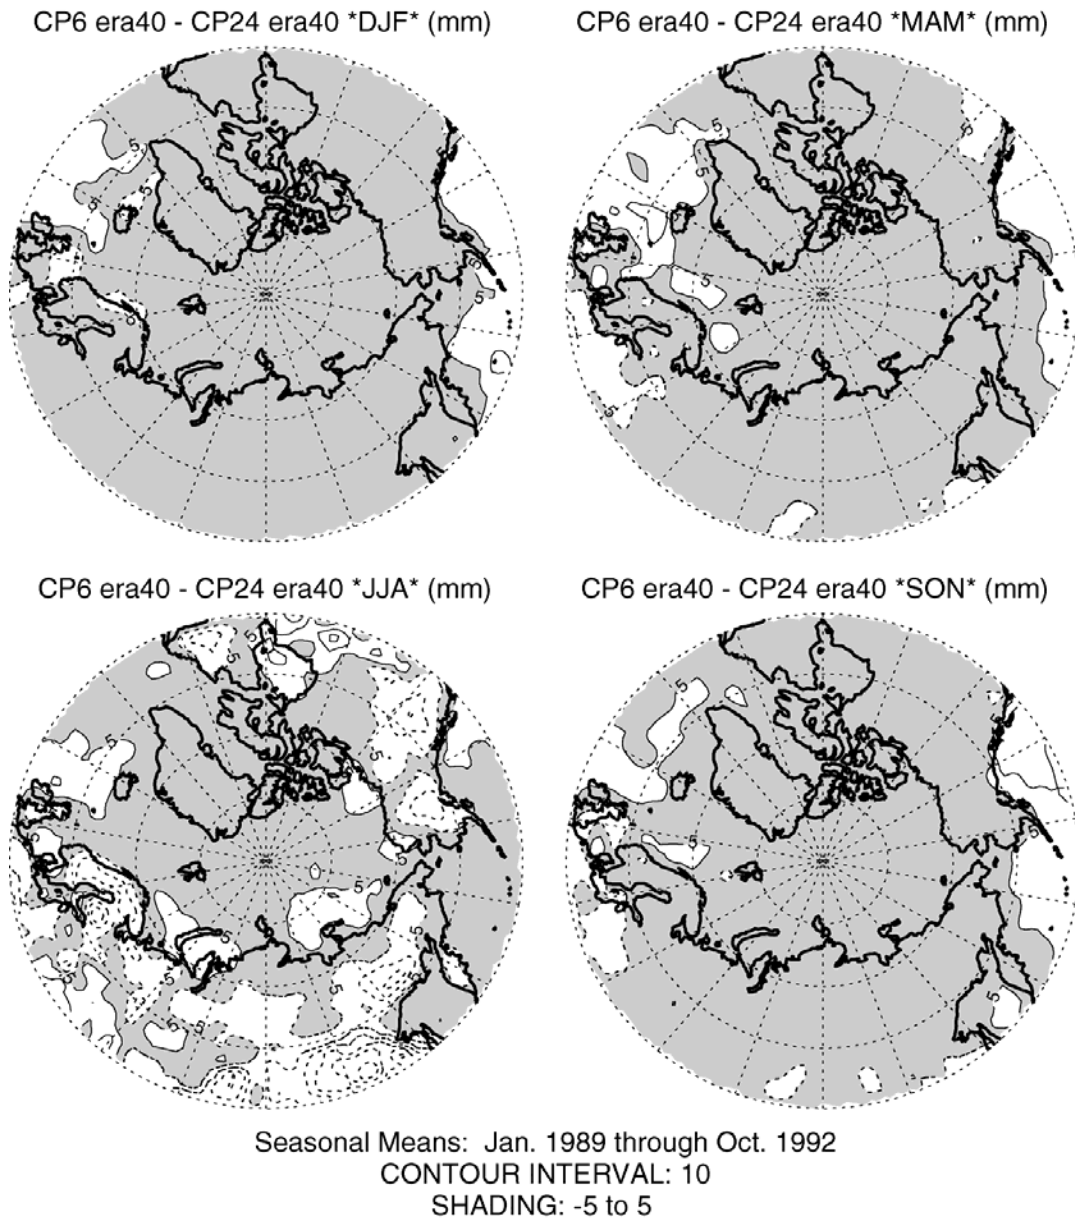 CP6 era40 - CP24 era40 *DJF* (mm)
CP6 era40 - CP24 era40 *MAM* (mm)
CP6 era40 - CP24 era40 *JJA* (mm)
CP6 era40 - CP24 era40 *SON* (mm)
Seasonal Means: Jan. 1989 through Oct. 1992
CONTOUR INTERVAL: 10
SHADING: -5 to 5